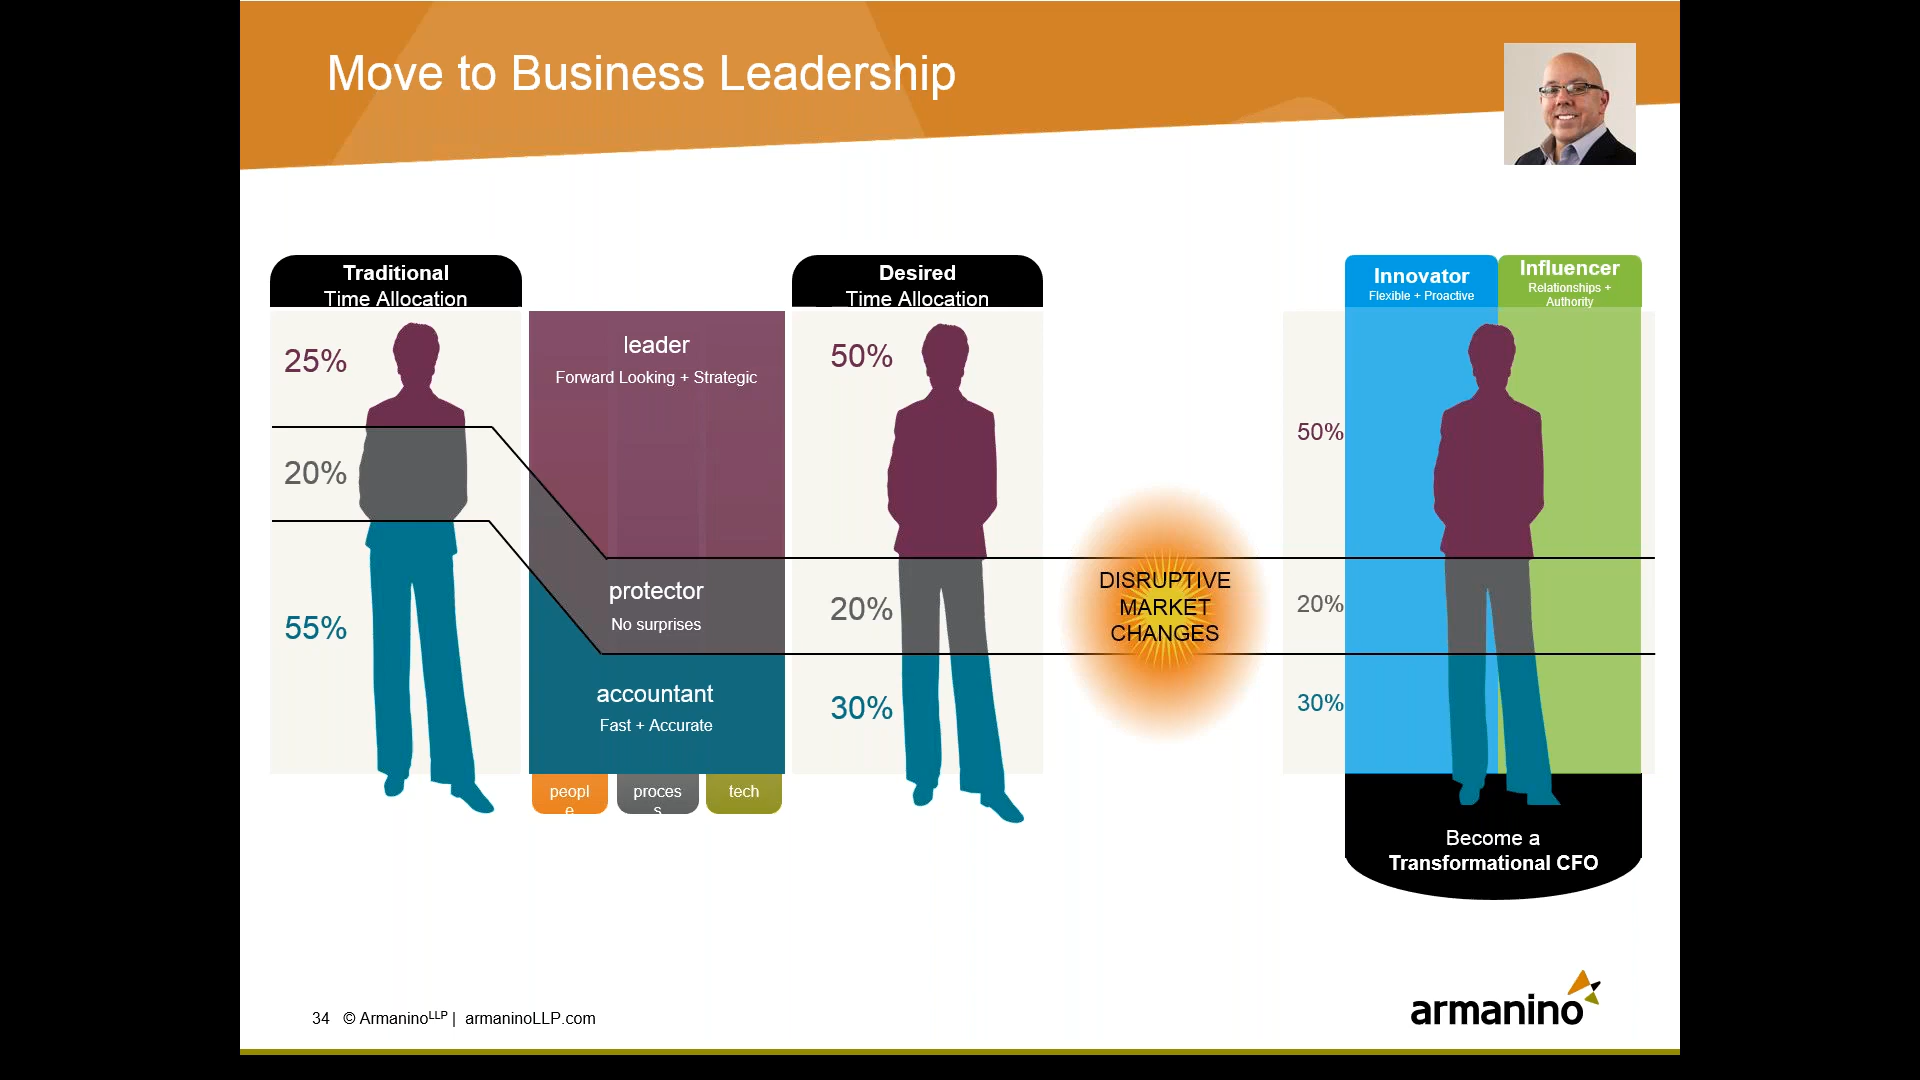 Move to Business Leadership
Traditional
Time Allocation
25%
20%
55%
leader
Forward Looking + Strategic
protector
No surprises
accountant
Fast + Accurate
peopl
e
proces
s
tech
Desired
Time Allocation
50%
20%
30%
DISRUPTIVE
MARKET
CHANGES
Innovator
Flexible + Proactive
Influencer
Relationships +
Authority
50%
20%
30%
Become a
Transformational CFO
34 © ArmaninoLLP | armaninoLLP.com
armanino